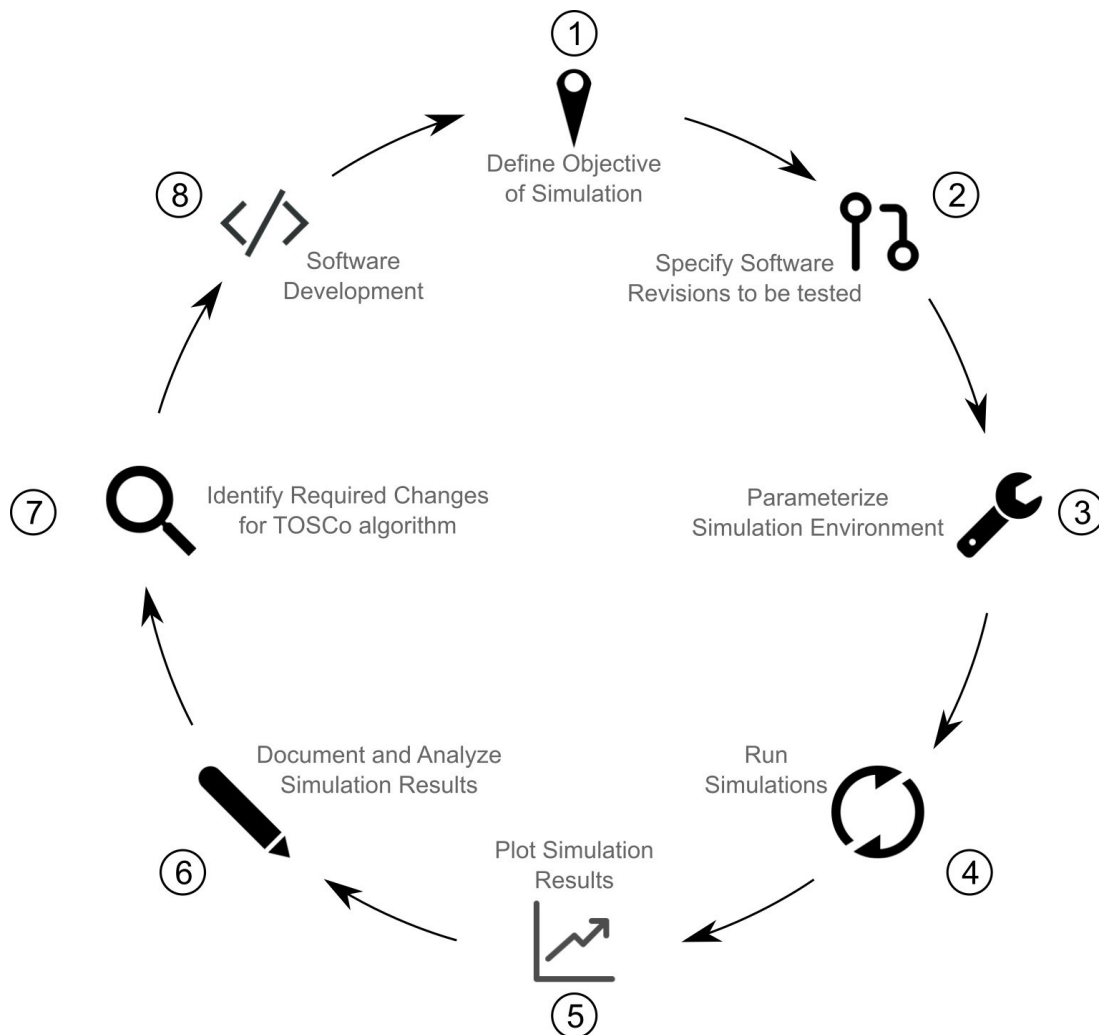 1
Define Objective
of Simulation
2
Specify Software
Revisions to be tested
3
Parameterize
Simulation Environment
4
Run
Simulations
5
Plot Simulation
Results
6
Document and Analyze
Simulation Results
7
Identify Required Changes
for TOSCo algorithm
8
Software
Development